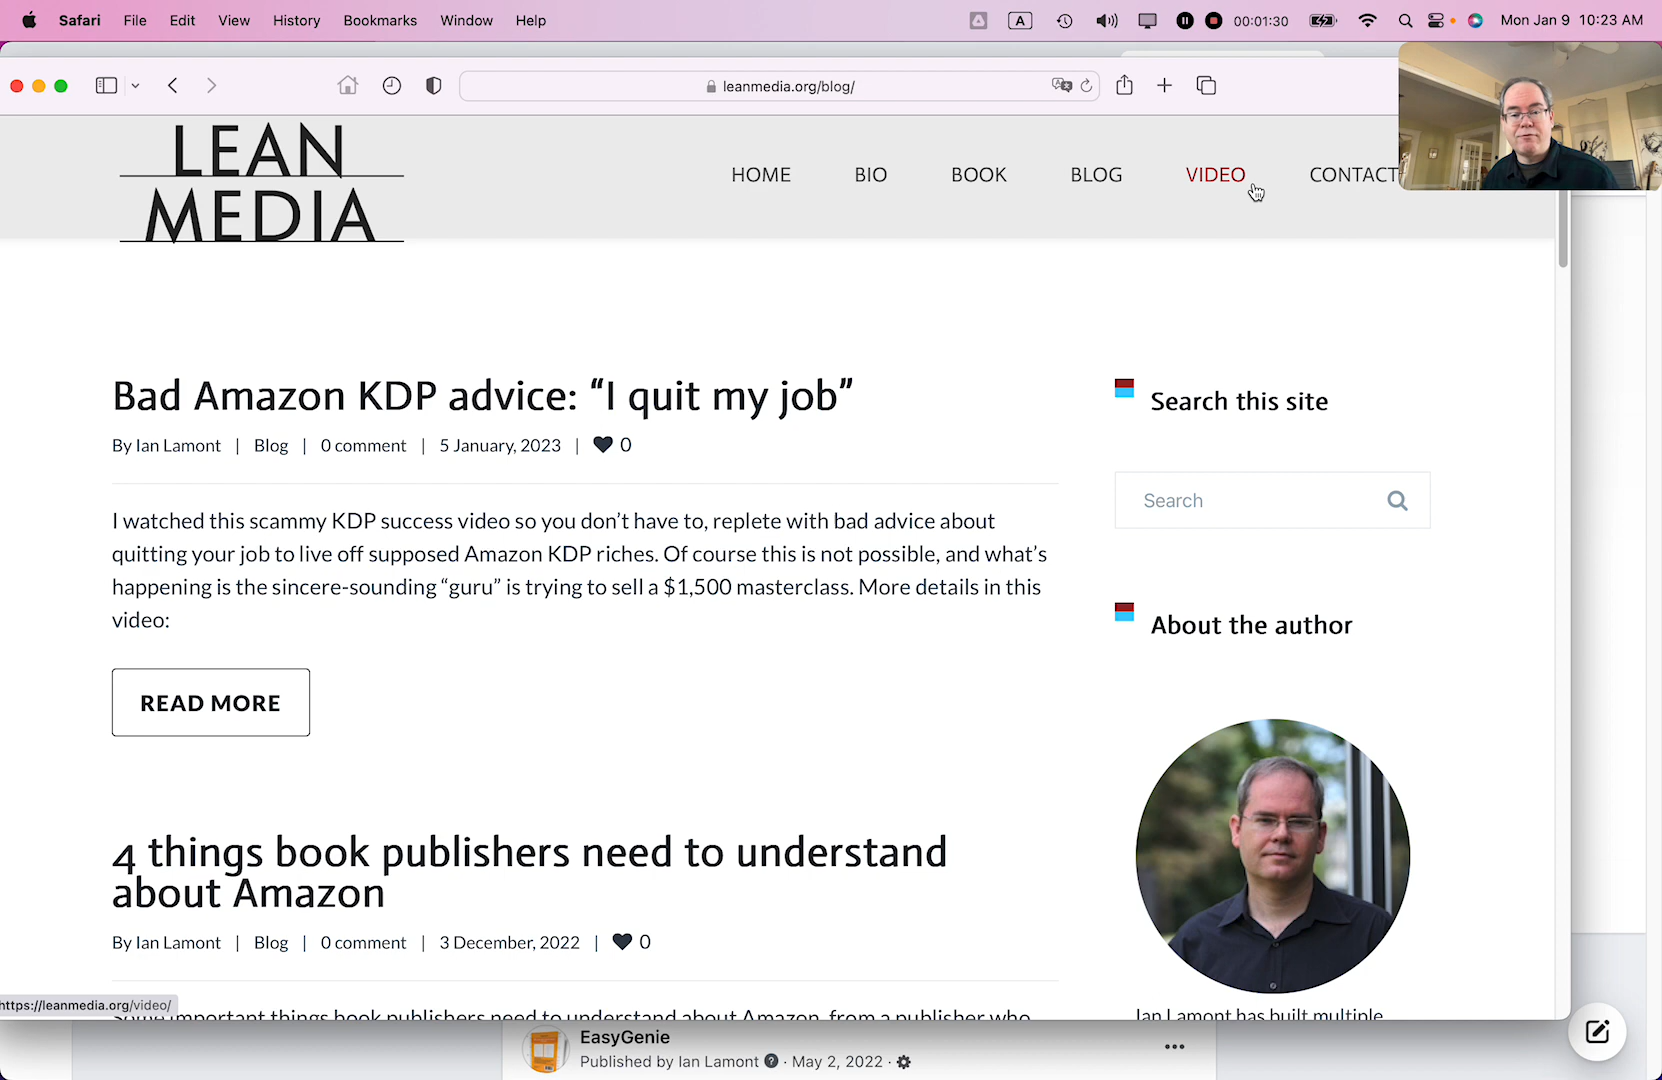 Safari File Edit View History Bookmarks Window Help A 00:01:30 Mon Jan 9 10:23 AM
leanmedia.org/blog/
LEAN
MEDIA
HOME BIO BOOK BLOG VIDEO CONTACT
Bad Amazon KDP advice: “I quit my job”
By Ian Lamont | Blog | 0 comment | 5 January, 2023 | 0
I watched this scammy KDP success video so you don’t have to, replete with bad advice about
quitting your job to live off supposed Amazon KDP riches. Of course this is not possible, and what’s
happening is the sincere-sounding “guru” is trying to sell a $1,500 masterclass. More details in this
video:
READ MORE
4 things book publishers need to understand
about Amazon
By Ian Lamont | Blog | 0 comment | 3 December, 2022 | 0
Some important things book publishers need to understand about Amazon, from a publisher who
Search this site
Search
About the author
Ian Lamont has built multiple
https://leanmedia.org/video/
EasyGenie
Published by Ian Lamont ? · May 2, 2022 ·